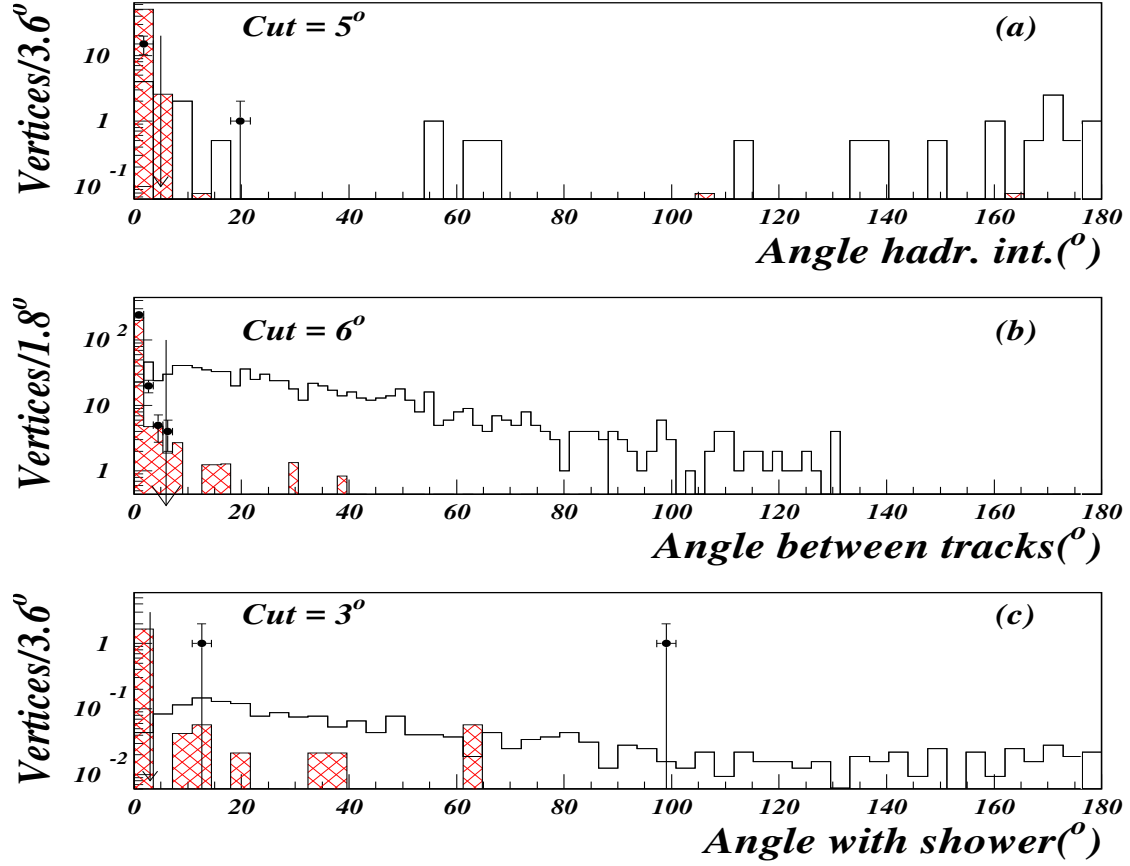 Cut = 5° (a)
Vertices/3.6°
10
1
10⁻¹
0 20 40 60 80 100 120 140 160 180
Angle hadr. int.(°)
Cut = 6° (b)
Vertices/1.8°
10²
10
1
0 20 40 60 80 100 120 140 160 180
Angle between tracks(°)
Cut = 3° (c)
Vertices/3.6°
1
10⁻¹
10⁻²
0 20 40 60 80 100 120 140 160 180
Angle with shower(°)